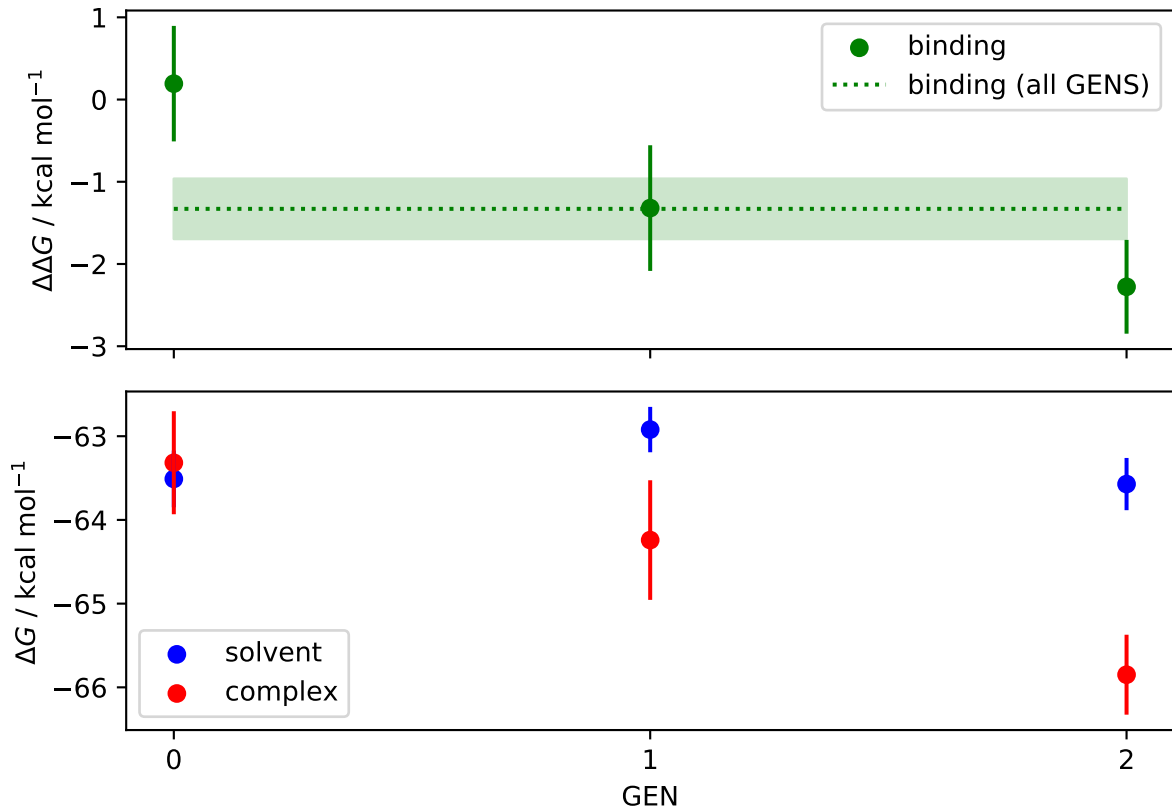 1
0
−1
−2
−3
ΔΔG / kcal mol⁻¹
binding
binding (all GENS)
−63
−64
−65
−66
ΔG / kcal mol⁻¹
solvent
complex
0 1 2
GEN